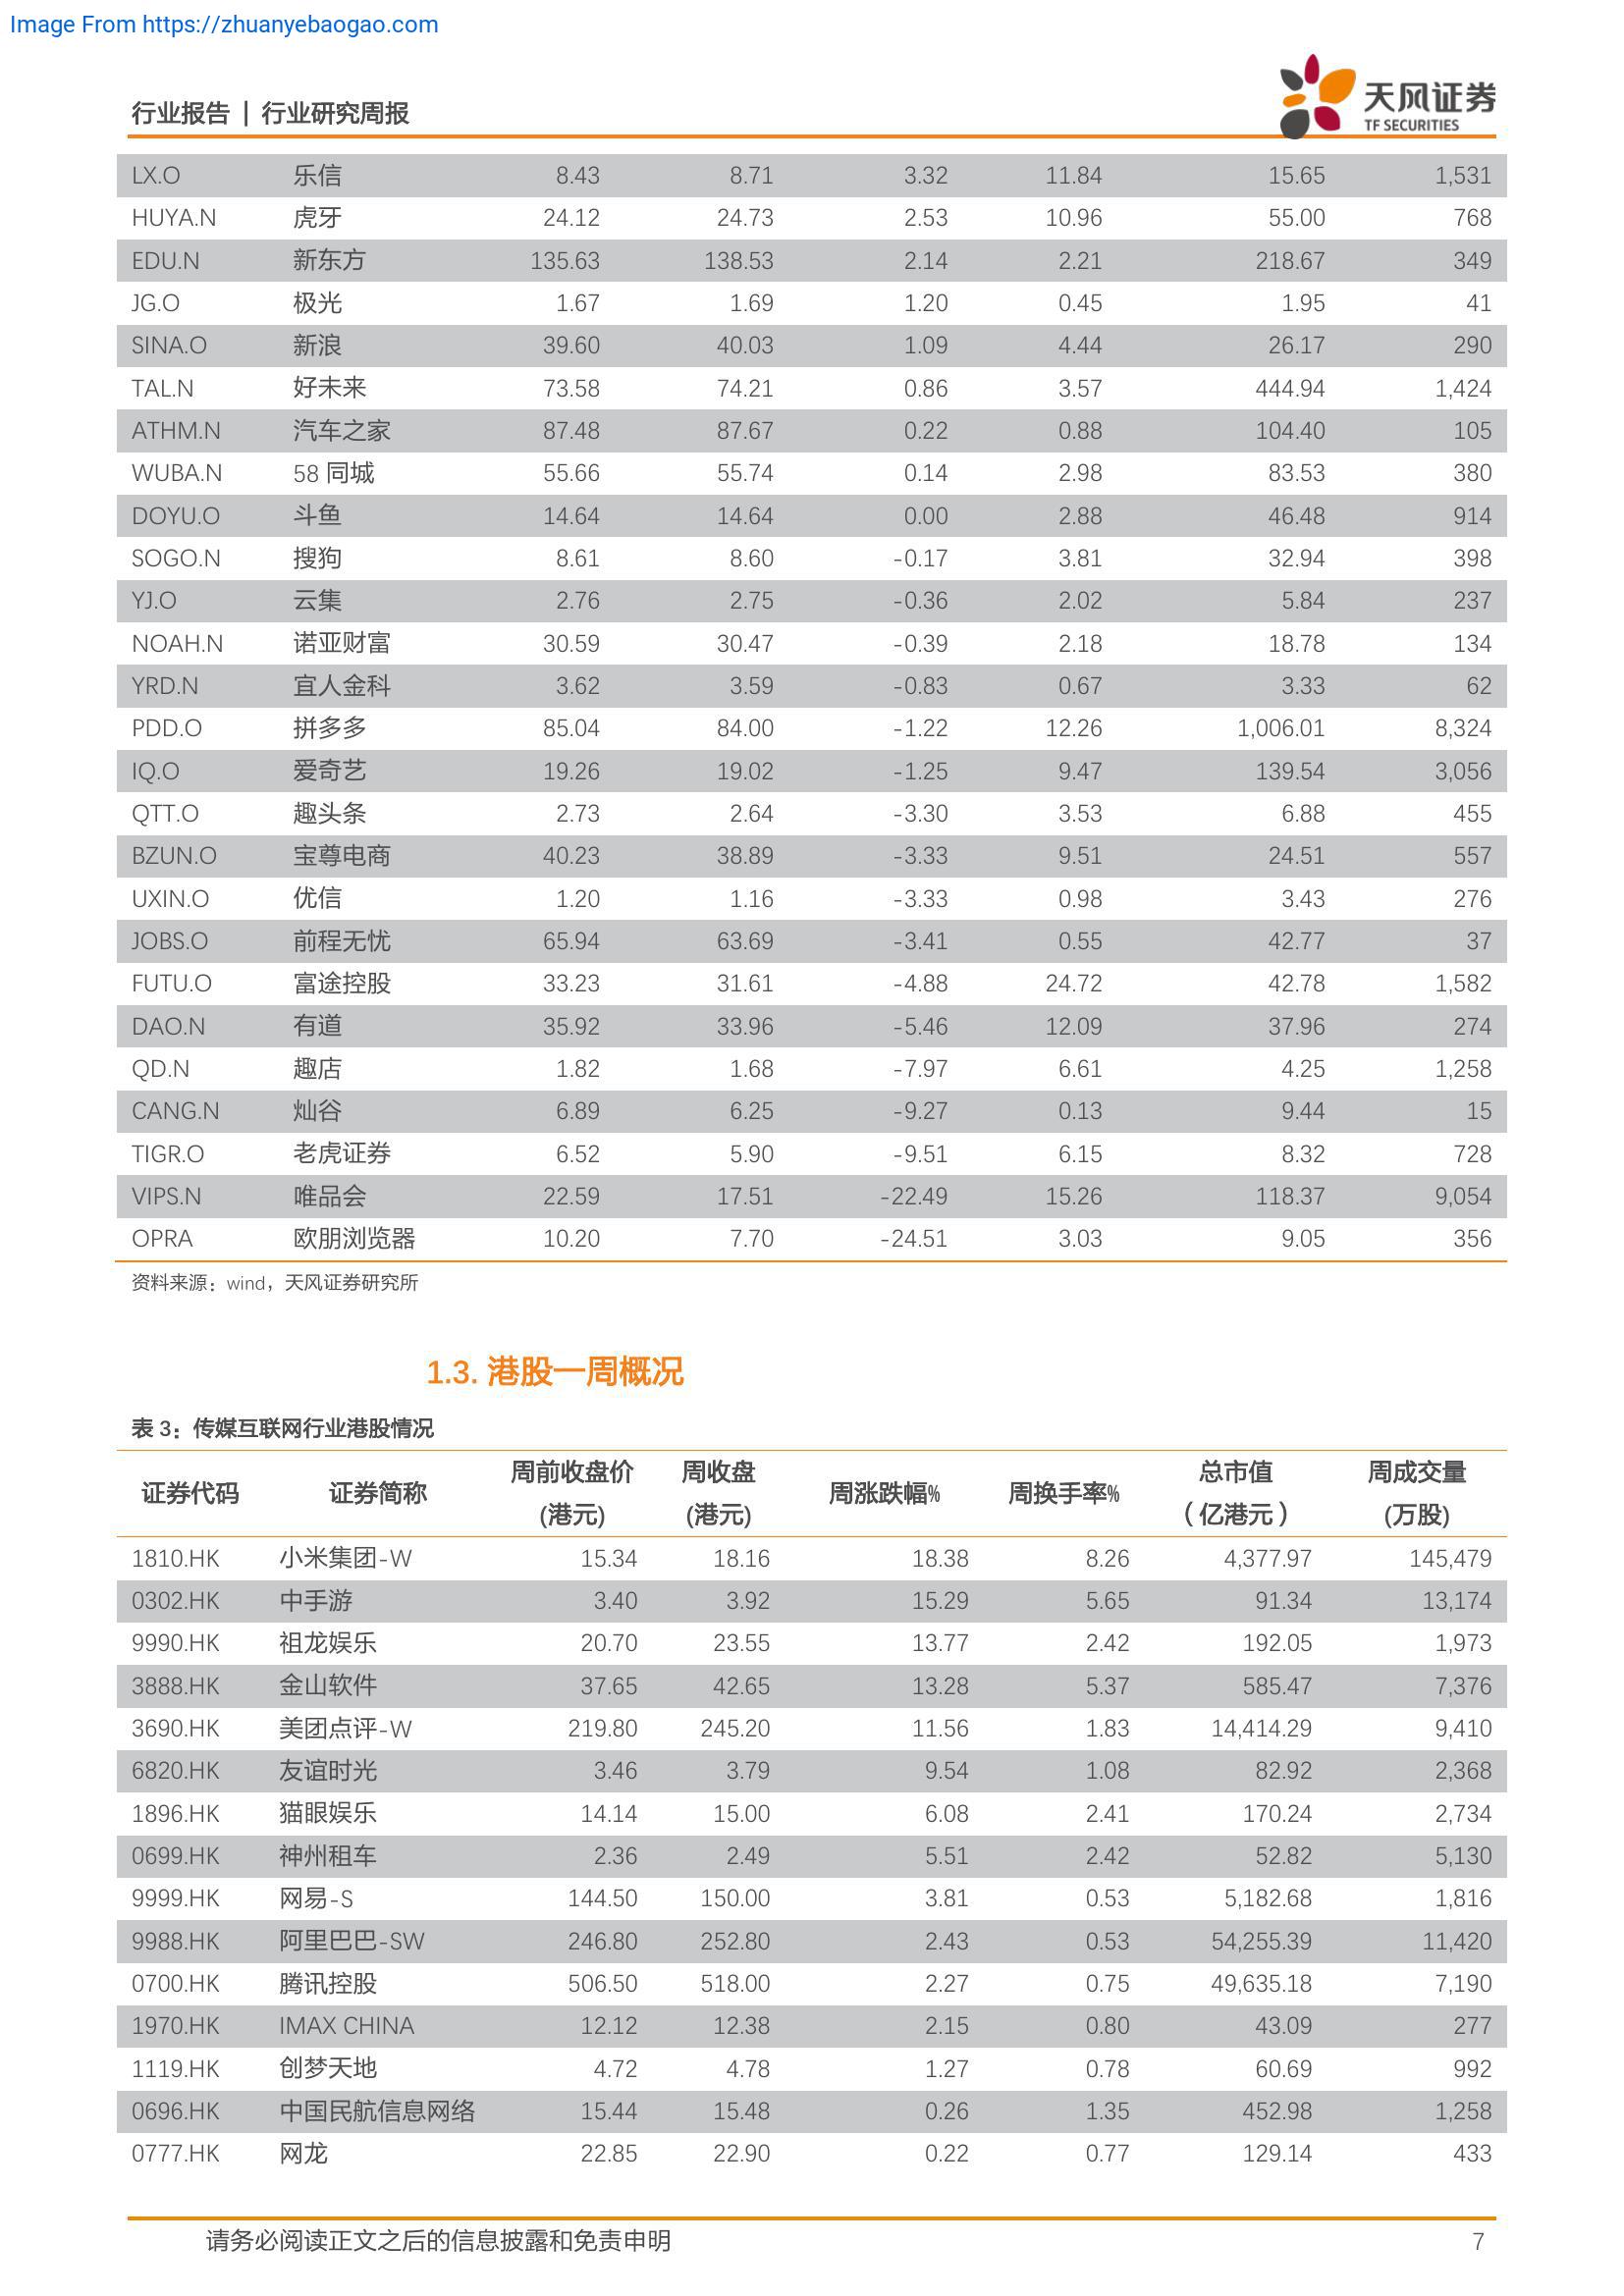 Image From https://zhuanyebaogao.com
行业报告 | 行业研究周报
天风证券
TF SECURITIES
LX.O 乐信 8.43 8.71 3.32 11.84 15.65 1,531
HUYA.N 虎牙 24.12 24.73 2.53 10.96 55.00 768
EDU.N 新东方 135.63 138.53 2.14 2.21 218.67 349
JG.O 极光 1.67 1.69 1.20 0.45 1.95 41
SINA.O 新浪 39.60 40.03 1.09 4.44 26.17 290
TAL.N 好未来 73.58 74.21 0.86 3.57 444.94 1,424
ATHM.N 汽车之家 87.48 87.67 0.22 0.88 104.40 105
WUBA.N 58 同城 55.66 55.74 0.14 2.98 83.53 380
DOYU.O 斗鱼 14.64 14.64 0.00 2.88 46.48 914
SOGO.N 搜狗 8.61 8.60 -0.17 3.81 32.94 398
YJ.O 云集 2.76 2.75 -0.36 2.02 5.84 237
NOAH.N 诺亚财富 30.59 30.47 -0.39 2.18 18.78 134
YRD.N 宜人金科 3.62 3.59 -0.83 0.67 3.33 62
PDD.O 拼多多 85.04 84.00 -1.22 12.26 1,006.01 8,324
IQ.O 爱奇艺 19.26 19.02 -1.25 9.47 139.54 3,056
QTT.O 趣头条 2.73 2.64 -3.30 3.53 6.88 455
BZUN.O 宝尊电商 40.23 38.89 -3.33 9.51 24.51 557
UXIN.O 优信 1.20 1.16 -3.33 0.98 3.43 276
JOBS.O 前程无忧 65.94 63.69 -3.41 0.55 42.77 37
FUTU.O 富途控股 33.23 31.61 -4.88 24.72 42.78 1,582
DAO.N 有道 35.92 33.96 -5.46 12.09 37.96 274
QD.N 趣店 1.82 1.68 -7.97 6.61 4.25 1,258
CANG.N 灿谷 6.89 6.25 -9.27 0.13 9.44 15
TIGR.O 老虎证券 6.52 5.90 -9.51 6.15 8.32 728
VIPS.N 唯品会 22.59 17.51 -22.49 15.26 118.37 9,054
OPRA 欧朋浏览器 10.20 7.70 -24.51 3.03 9.05 356
资料来源：wind，天风证券研究所
1.3. 港股一周概况
表 3：传媒互联网行业港股情况
证券代码 证券简称 周前收盘价 周收盘 周涨跌幅% 周换手率% 总市值 周成交量
(港元) (港元) （亿港元） (万股)
1810.HK 小米集团-W 15.34 18.16 18.38 8.26 4,377.97 145,479
0302.HK 中手游 3.40 3.92 15.29 5.65 91.34 13,174
9990.HK 祖龙娱乐 20.70 23.55 13.77 2.42 192.05 1,973
3888.HK 金山软件 37.65 42.65 13.28 5.37 585.47 7,376
3690.HK 美团点评-W 219.80 245.20 11.56 1.83 14,414.29 9,410
6820.HK 友谊时光 3.46 3.79 9.54 1.08 82.92 2,368
1896.HK 猫眼娱乐 14.14 15.00 6.08 2.41 170.24 2,734
0699.HK 神州租车 2.36 2.49 5.51 2.42 52.82 5,130
9999.HK 网易-S 144.50 150.00 3.81 0.53 5,182.68 1,816
9988.HK 阿里巴巴-SW 246.80 252.80 2.43 0.53 54,255.39 11,420
0700.HK 腾讯控股 506.50 518.00 2.27 0.75 49,635.18 7,190
1970.HK IMAX CHINA 12.12 12.38 2.15 0.80 43.09 277
1119.HK 创梦天地 4.72 4.78 1.27 0.78 60.69 992
0696.HK 中国民航信息网络 15.44 15.48 0.26 1.35 452.98 1,258
0777.HK 网龙 22.85 22.90 0.22 0.77 129.14 433
请务必阅读正文之后的信息披露和免责申明 7